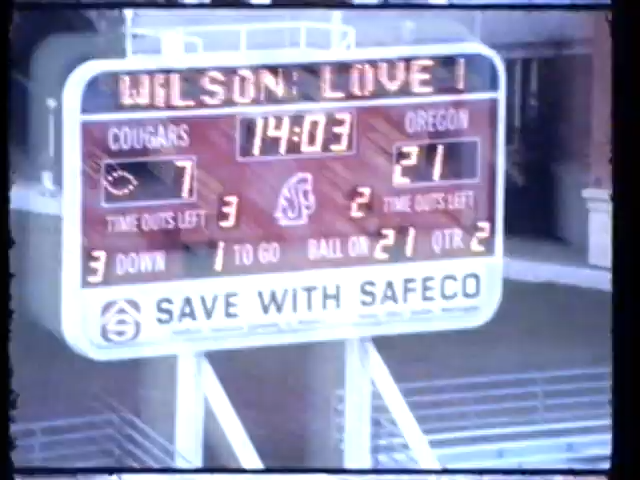 WILSON: LOVE !
COUGARS 14:03 OREGON
7 21
TIME OUTS LEFT 3 2 TIME OUTS LEFT
3 DOWN 1 TO GO BALL ON 21 QTR 2
SAVE WITH SAFECO